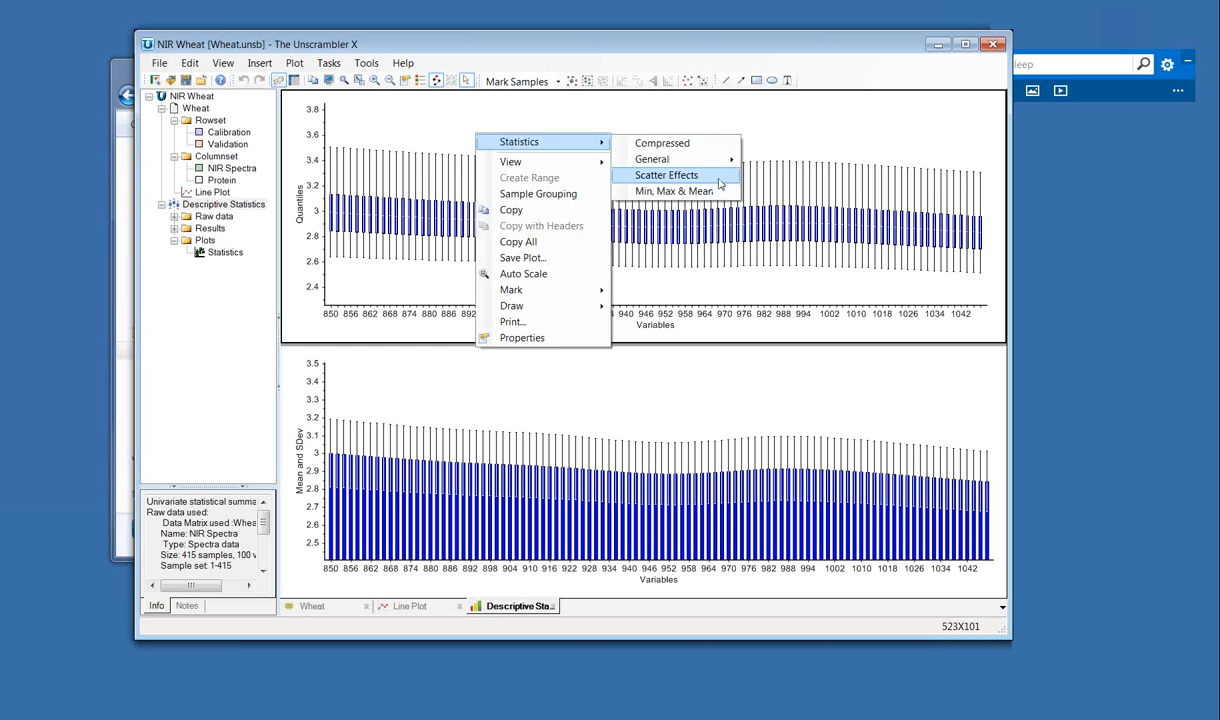 NIR Wheat [Wheat.unsb] - The Unscrambler X
File Edit View Insert Plot Tasks Tools Help
Mark Samples
NIR Wheat
Wheat
Rowset
Calibration
Validation
Columnset
NIR Spectra
Protein
Line Plot
Descriptive Statistics
Raw data
Results
Plots
Statistics
Statistics
View
Create Range
Sample Grouping
Copy
Copy with Headers
Copy All
Save Plot...
Auto Scale
Mark
Draw
Print...
Properties
Compressed
General
Scatter Effects
Min, Max & Mean
3.8
3.6
3.4
3.2
3
2.8
2.6
2.4
Quantiles
850 856 862 868 874 880 886 940 946 952 958 964 970 976 982 988 994 1002 1010 1018 1026 1034 1042
Variables
3.5
3.4
3.3
3.2
3.1
3.0
2.9
2.8
2.7
2.6
2.5
Mean and SDev
850 856 862 868 874 880 886 892 898 904 910 916 922 928 934 940 946 952 958 964 970 976 982 988 994 1002 1010 1018 1026 1034 1042
Variables
Univariate statistical summa
Raw data used:
Data Matrix used :Whea
Name: NIR Spectra
Type: Spectra data
Size: 415 samples, 100 v
Sample set: 1-415
Info Notes
Wheat Line Plot Descriptive Sta...
523X101
leep